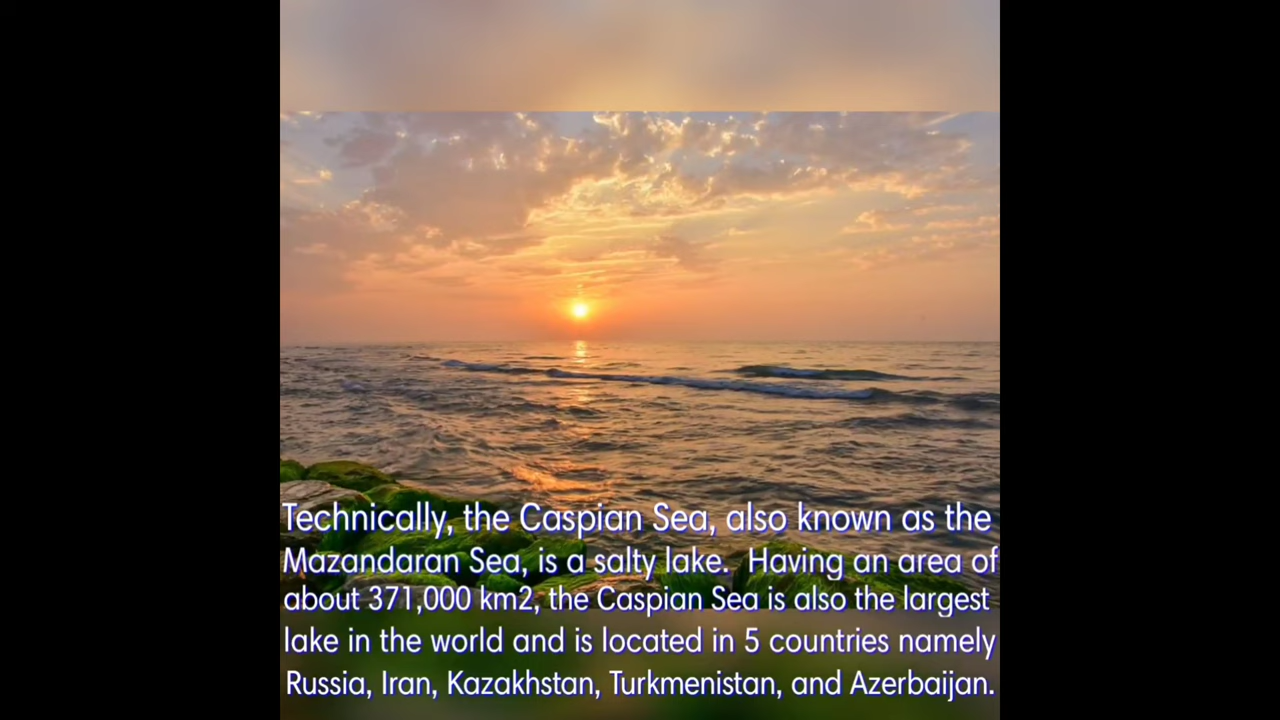 Technically, the Caspian Sea, also known as the
Mazandaran Sea, is a salty lake. Having an area of
about 371,000 km2, the Caspian Sea is also the largest
lake in the world and is located in 5 countries namely
Russia, Iran, Kazakhstan, Turkmenistan, and Azerbaijan.